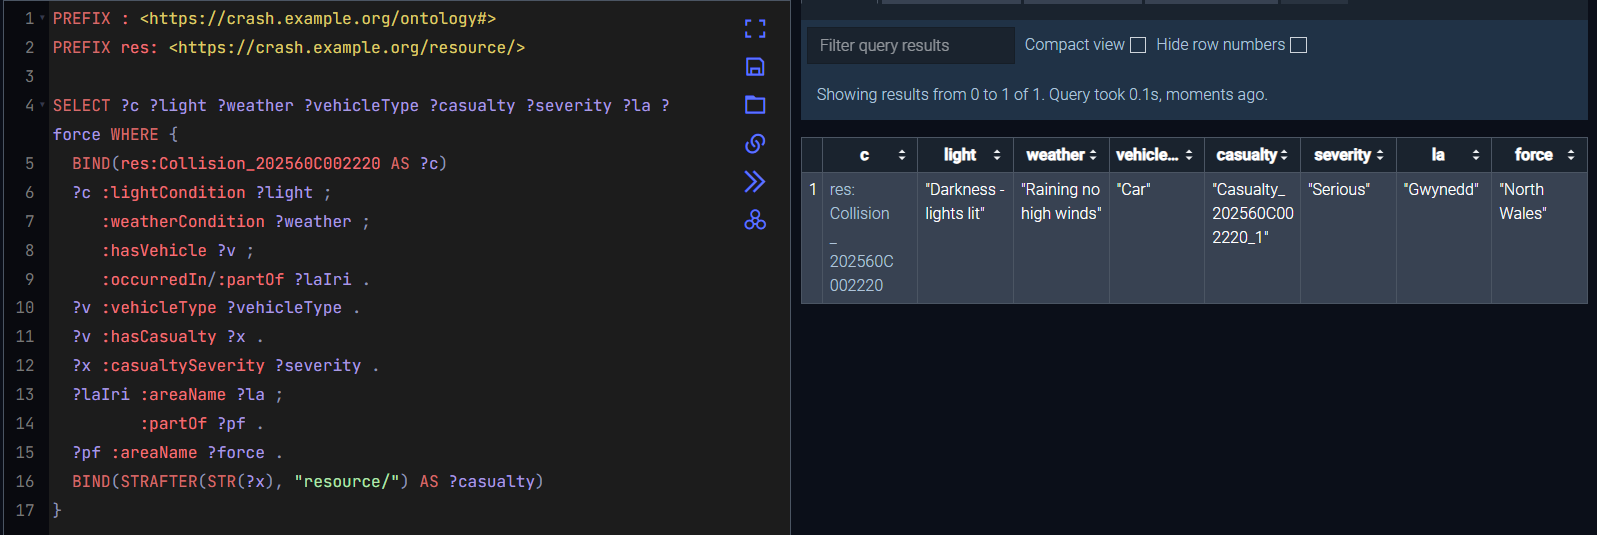 1 PREFIX : <https://crash.example.org/ontology#>
2 PREFIX res: <https://crash.example.org/resource/>
3
4 SELECT ?c ?light ?weather ?vehicleType ?casualty ?severity ?la ?
force WHERE {
5 BIND(res:Collision_202560C002220 AS ?c)
6 ?c :lightCondition ?light ;
7 :weatherCondition ?weather ;
8 :hasVehicle ?v ;
9 :occurredIn/:partOf ?laIri .
10 ?v :vehicleType ?vehicleType .
11 ?v :hasCasualty ?x .
12 ?x :casualtySeverity ?severity .
13 ?laIri :areaName ?la ;
14 :partOf ?pf .
15 ?pf :areaName ?force .
16 BIND(STRAFTER(STR(?x), "resource/") AS ?casualty)
17 }
Filter query results Compact view Hide row numbers
Showing results from 0 to 1 of 1. Query took 0.1s, moments ago.
c light weather vehicle... casualty severity la force
1 res: "Darkness - "Raining no "Car" "Casualty_ "Serious" "Gwynedd" "North
Collision lights lit" high winds" 202560C00 Wales"
_ 2220_1"
202560C
002220